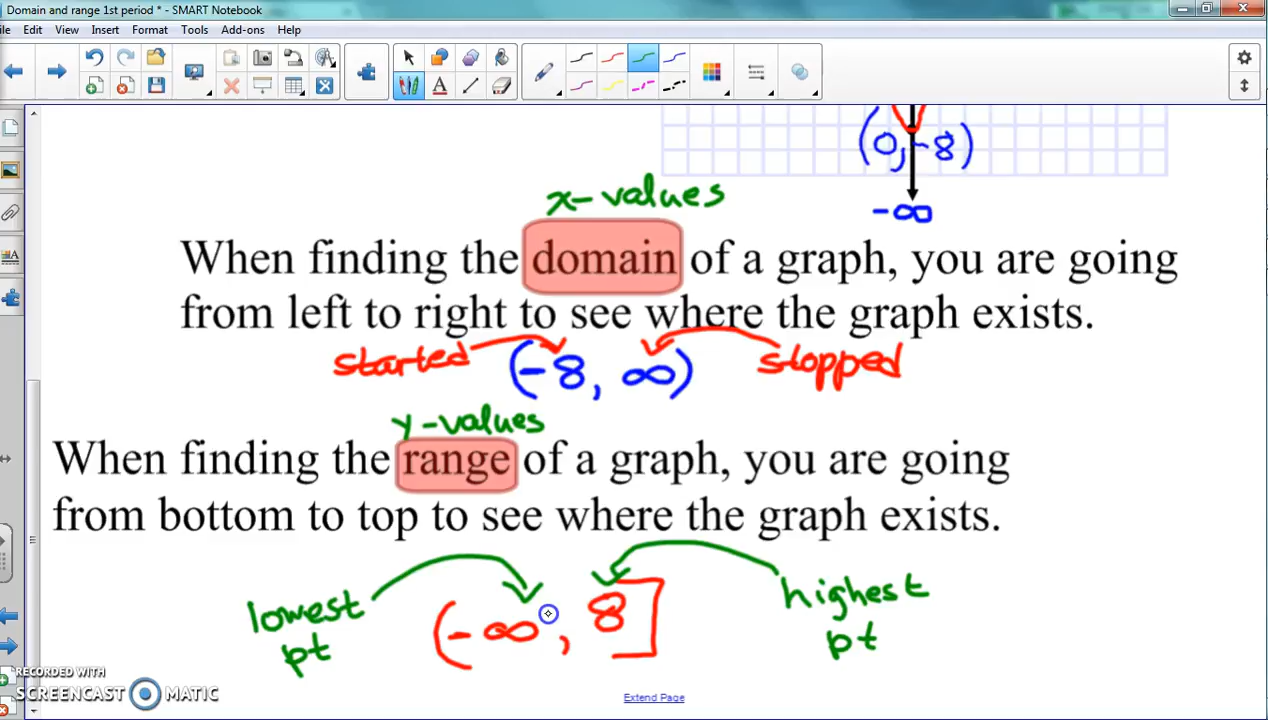 Domain and range 1st period * - SMART Notebook
ile Edit View Insert Format Tools Add-ons Help
(0, -8)
-∞
x-values
When finding the domain of a graph, you are going
from left to right to see where the graph exists.
started (-8, ∞) stopped
y-values
When finding the range of a graph, you are going
from bottom to top to see where the graph exists.
lowest pt (-∞, 8] highest pt
RECORDED WITH
SCREENCAST MATIC
Extend Page